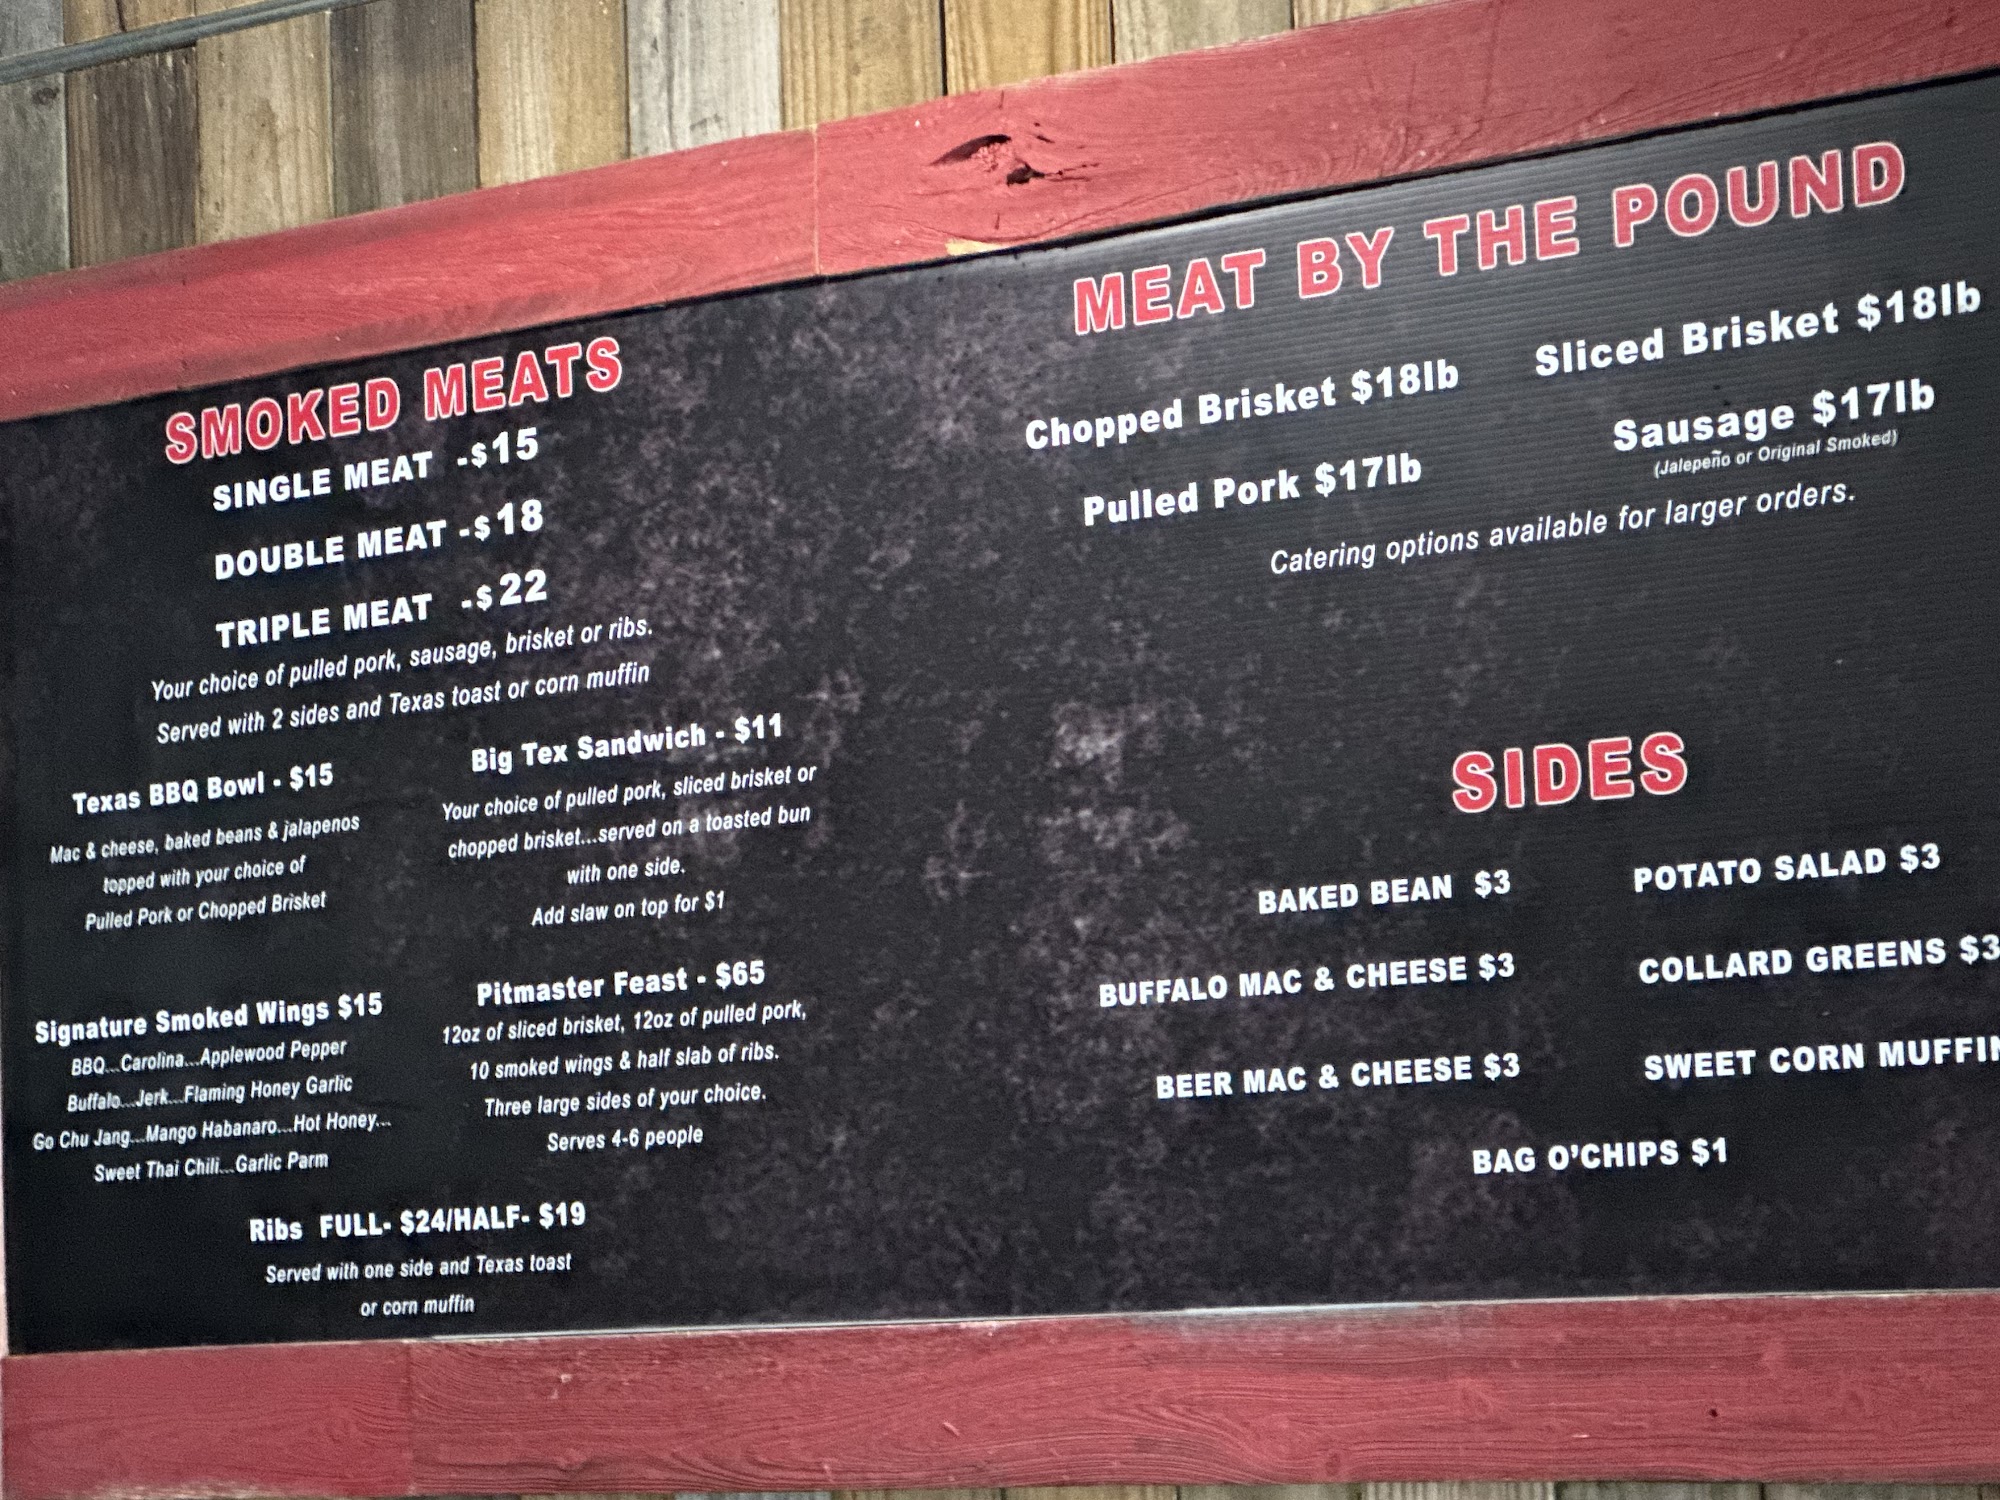 SMOKED MEATS
SINGLE MEAT -$15
DOUBLE MEAT -$18
TRIPLE MEAT -$22
Your choice of pulled pork, sausage, brisket or ribs.
Served with 2 sides and Texas toast or corn muffin
Texas BBQ Bowl - $15
Mac & cheese, baked beans & jalapenos
topped with your choice of
Pulled Pork or Chopped Brisket
Big Tex Sandwich - $11
Your choice of pulled pork, sliced brisket or
chopped brisket...served on a toasted bun
with one side.
Add slaw on top for $1
Signature Smoked Wings $15
BBQ...Carolina...Applewood Pepper
Buffalo...Jerk...Flaming Honey Garlic
Go Chu Jang...Mango Habanaro...Hot Honey...
Sweet Thai Chili...Garlic Parm
Pitmaster Feast - $65
12oz of sliced brisket, 12oz of pulled pork,
10 smoked wings & half slab of ribs.
Three large sides of your choice.
Serves 4-6 people
Ribs FULL- $24/HALF- $19
Served with one side and Texas toast
or corn muffin
MEAT BY THE POUND
Chopped Brisket $18lb
Sliced Brisket $18lb
Pulled Pork $17lb
Sausage $17lb
(Jalepeño or Original Smoked)
Catering options available for larger orders.
SIDES
BAKED BEAN $3
POTATO SALAD $3
BUFFALO MAC & CHEESE $3
COLLARD GREENS $3
BEER MAC & CHEESE $3
SWEET CORN MUFFIN
BAG O'CHIPS $1